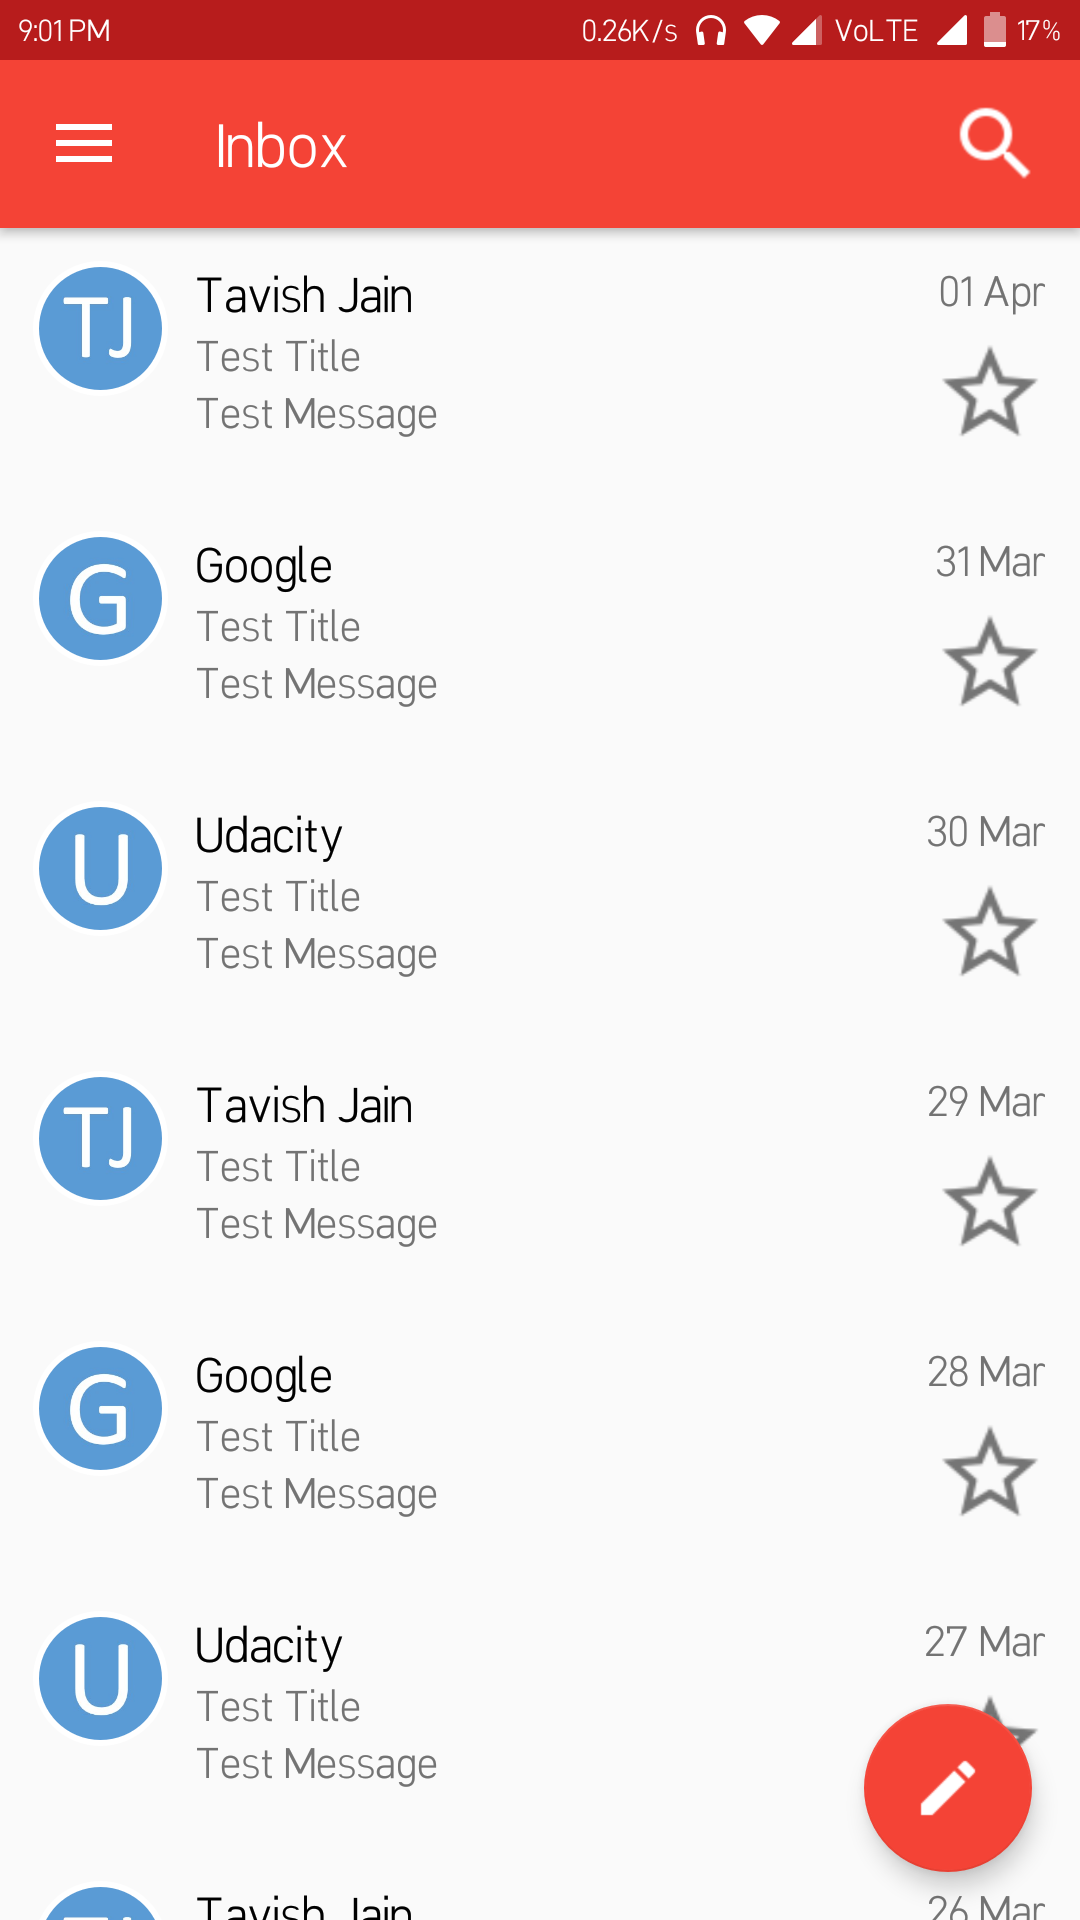 9:01 PM 0.26K/s VoLTE 17%
Inbox
TJ Tavish Jain 01 Apr
Test Title
Test Message
G Google 31 Mar
Test Title
Test Message
U Udacity 30 Mar
Test Title
Test Message
TJ Tavish Jain 29 Mar
Test Title
Test Message
G Google 28 Mar
Test Title
Test Message
U Udacity 27 Mar
Test Title
Test Message
TJ Tavish Jain 26 Mar